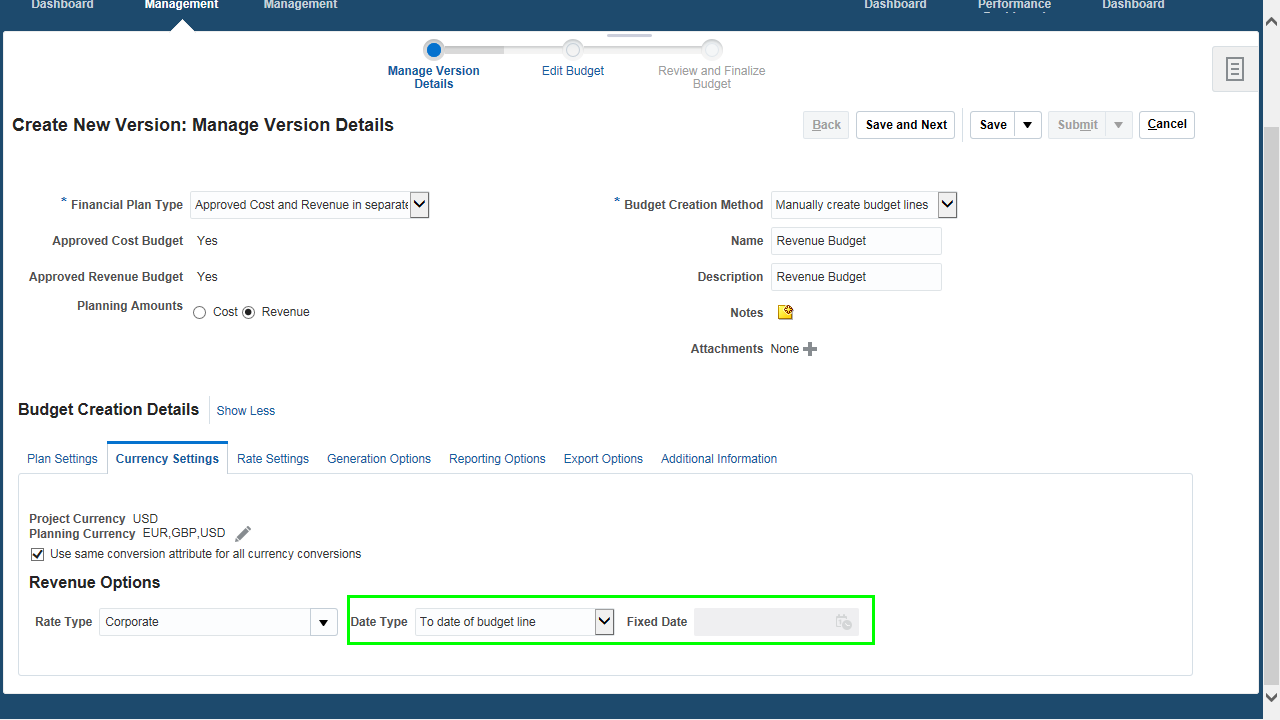 Dashboard Management Management Dashboard Performance Dashboard
Manage Version Details
Edit Budget
Review and Finalize Budget
Create New Version: Manage Version Details
Back Save and Next Save Submit Cancel
* Financial Plan Type Approved Cost and Revenue in separate
* Budget Creation Method Manually create budget lines
Approved Cost Budget Yes
Name Revenue Budget
Approved Revenue Budget Yes
Description Revenue Budget
Planning Amounts Cost Revenue
Notes
Attachments None
Budget Creation Details Show Less
Plan Settings Currency Settings Rate Settings Generation Options Reporting Options Export Options Additional Information
Project Currency USD
Planning Currency EUR,GBP,USD
Use same conversion attribute for all currency conversions
Revenue Options
Rate Type Corporate Date Type To date of budget line Fixed Date